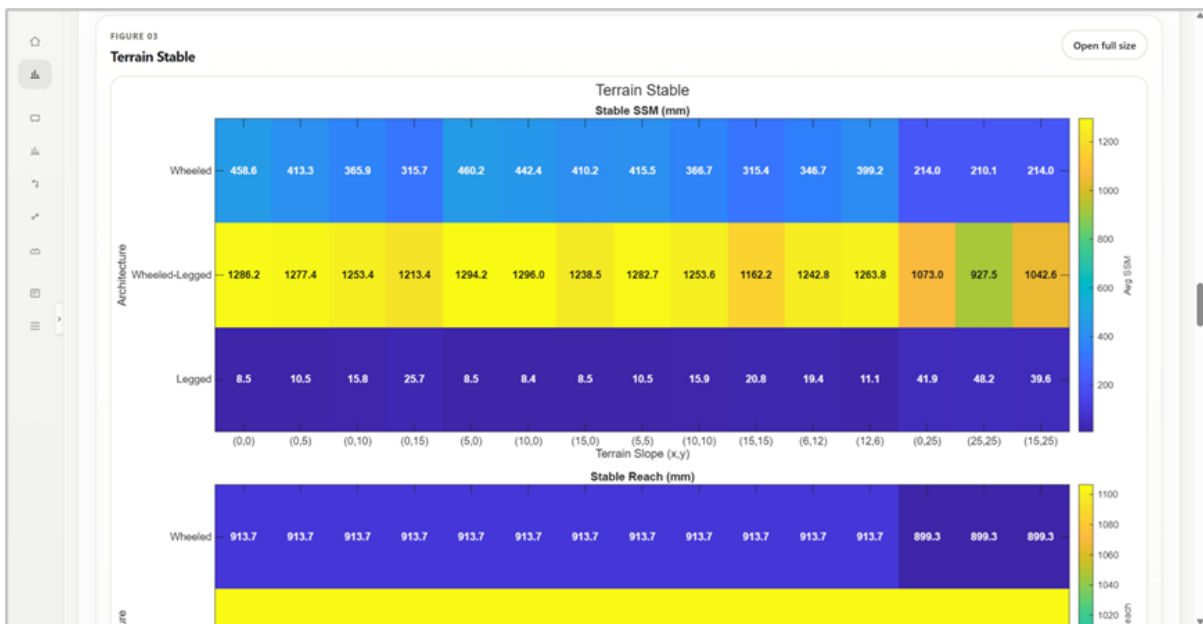 FIGURE 03
Terrain Stable
Open full size
Terrain Stable
Stable SSM (mm)
Wheeled 458.6 413.3 365.9 315.7 460.2 442.4 410.2 415.5 366.7 315.4 346.7 399.2 214.0 210.1 214.0
Wheeled-Legged 1286.2 1277.4 1253.4 1213.4 1294.2 1296.0 1238.5 1282.7 1253.6 1162.2 1242.8 1263.8 1073.0 927.5 1042.6
Legged 8.5 10.5 15.8 25.7 8.5 8.4 8.5 10.5 15.9 20.8 19.4 11.1 41.9 48.2 39.6
(0,0) (0,5) (0,10) (0,15) (5,0) (10,0) (15,0) (5,5) (10,10) (15,15) (6,12) (12,6) (0,25) (25,25) (15,25)
Terrain Slope (x,y)
Architecture
1200
1000
800
600
400
200
Avg SSM
Stable Reach (mm)
Wheeled 913.7 913.7 913.7 913.7 913.7 913.7 913.7 913.7 913.7 913.7 913.7 913.7 899.3 899.3 899.3
1100
1080
1060
1040
1020